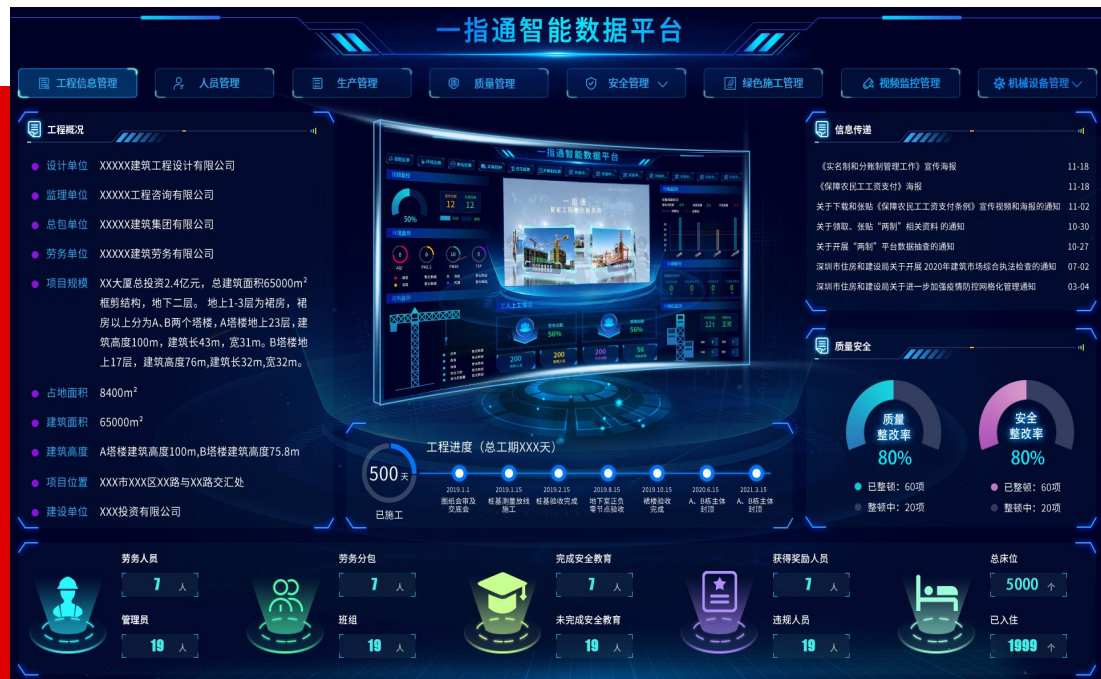 一指通智能数据平台
工程信息管理
人员管理
生产管理
质量管理
安全管理
绿色施工管理
视频监控管理
机械设备管理
工程概况
设计单位 XXXXX建筑工程设计有限公司
监理单位 XXXXX工程咨询有限公司
总包单位 XXXXX建筑集团有限公司
劳务单位 XXXXX建筑劳务有限公司
项目规模 XX大厦总投资2.4亿元，总建筑面积65000m²
框剪结构，地下二层。 地上1-3层为裙房，裙
房以上分为A、B两个塔楼，A塔楼地上23层，建
筑高度100m，建筑长43m，宽31m。B塔楼地
上17层，建筑高度76m,建筑长32m,宽32m。
占地面积 8400m²
建筑面积 65000m²
建筑高度 A塔楼建筑高度100m,B塔楼建筑高度75.8m
项目位置 XXX市XXX区XX路与XX路交汇处
建设单位 XXX投资有限公司
一指通智能数据平台
50%
12 12
一指通
0 0 10 0
AQI PM2.5 PM10 TSP
56%
56%
200 200 200 56
12t 正常
工程进度（总工期XXX天）
500天
已施工
2019.1.1
图纸会审及
交底会
2019.1.15
桩基测量放线
施工
2019.2.15
桩基验收完成
2019.8.15
地下室正负
零节点验收
2019.10.15
裙楼验收
完成
2020.6.15
A、B栋主体
封顶
2021.3.15
A、B栋主体
封顶
信息传递
《实名制和分账制管理工作》宣传海报 11-18
《保障农民工工资支付》海报 11-18
关于下载和张贴《保障农民工工资支付条例》宣传视频和海报的通知 11-02
关于领取、张贴“两制”相关资料 的通知 10-30
关于开展“两制”平台数据抽查的通知 10-27
深圳市住房和建设局关于开展 2020年建筑市场综合执法检查的通知 07-02
深圳市住房和建设局关于进一步加强疫情防控网格化管理通知 03-04
质量安全
质量
整改率
80%
已整顿：60项
整顿中：20项
安全
整改率
80%
已整顿：60项
整顿中：20项
劳务人员
7 人
管理员
19 人
劳务分包
7 人
班组
19 人
完成安全教育
7 人
未完成安全教育
19 人
获得奖励人员
7 人
违规人员
19 人
总床位
5000 个
已入住
1999 个